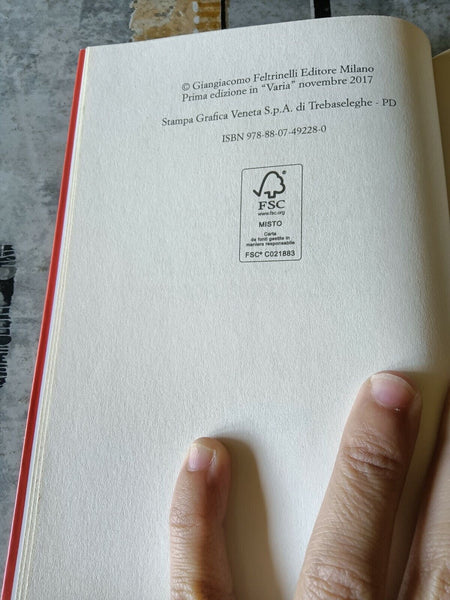 © Giangiacomo Feltrinelli Editore Milano
Prima edizione in “Varia” novembre 2017
Stampa Grafica Veneta S.p.A. di Trebaseleghe - PD
ISBN 978-88-07-49228-0
FSC
www.fsc.org
MISTO
Carta
da fonti gestite in
maniera responsabile
FSC® C021883